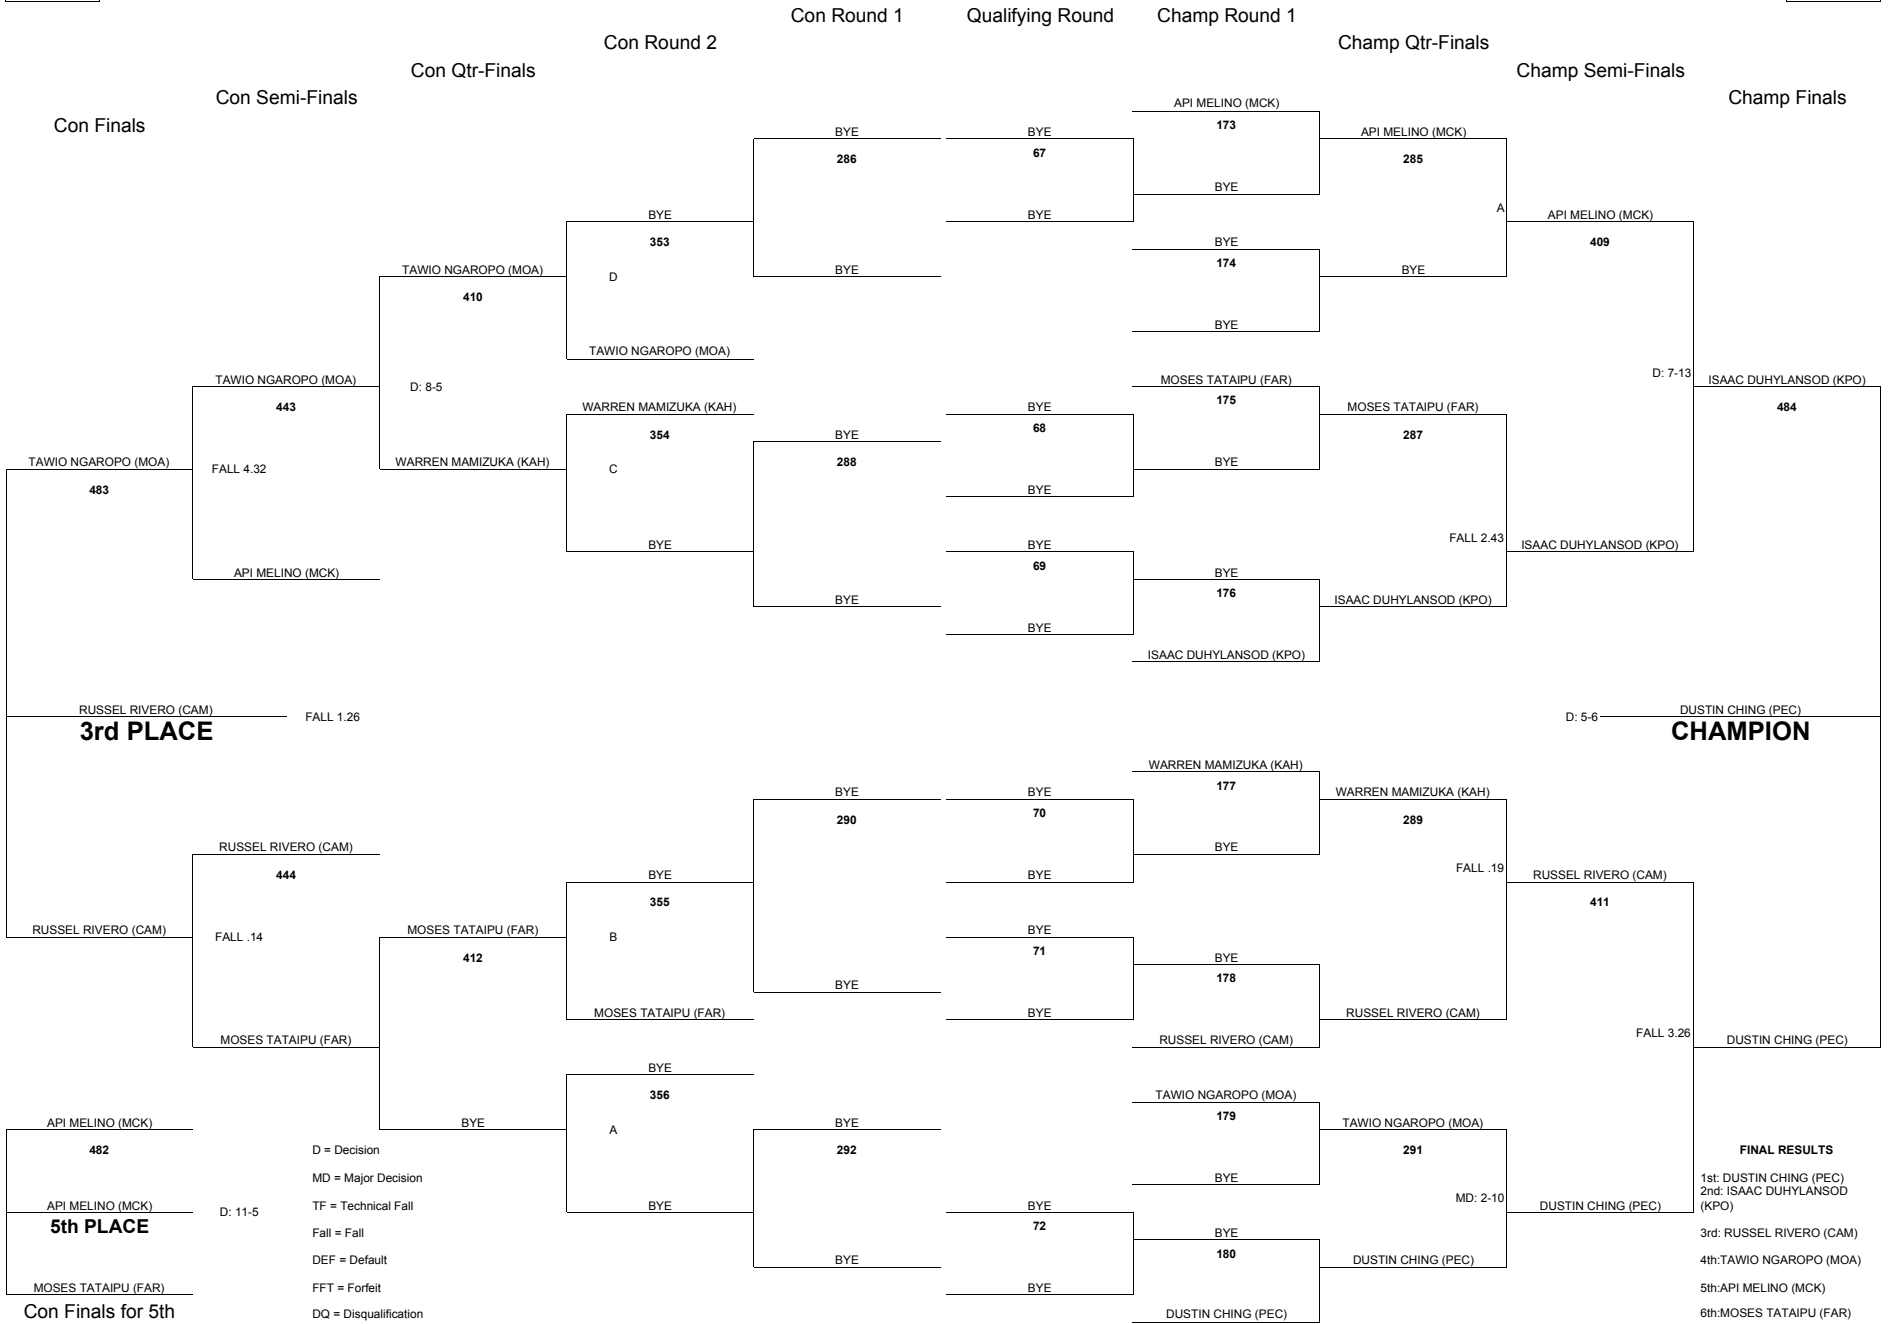 Con Round 1
Qualifying Round
Champ Round 1
Con Round 2
Champ Qtr-Finals
Con Qtr-Finals
Champ Semi-Finals
Con Semi-Finals
Champ Finals
Con Finals
API MELINO (MCK)
173
BYE
286
BYE
67
API MELINO (MCK)
285
BYE
BYE
353
BYE
A
API MELINO (MCK)
409
BYE
174
TAWIO NGAROPO (MOA)
410
D
BYE
BYE
BYE
TAWIO NGAROPO (MOA)
TAWIO NGAROPO (MOA)
443
D: 8-5
MOSES TATAIPU (FAR)
175
D: 7-13
ISAAC DUHYLANSOD (KPO)
484
WARREN MAMIZUKA (KAH)
354
BYE
68
MOSES TATAIPU (FAR)
287
BYE
288
TAWIO NGAROPO (MOA)
483
FALL 4.32
WARREN MAMIZUKA (KAH)
C
BYE
BYE
FALL 2.43
BYE
BYE
69
ISAAC DUHYLANSOD (KPO)
API MELINO (MCK)
BYE
176
BYE
ISAAC DUHYLANSOD (KPO)
BYE
ISAAC DUHYLANSOD (KPO)
RUSSEL RIVERO (CAM)
3rd PLACE
FALL 1.26
D: 5-6
DUSTIN CHING (PEC)
CHAMPION
WARREN MAMIZUKA (KAH)
177
BYE
290
BYE
70
WARREN MAMIZUKA (KAH)
289
RUSSEL RIVERO (CAM)
444
BYE
BYE
355
BYE
FALL .19
RUSSEL RIVERO (CAM)
411
RUSSEL RIVERO (CAM)
FALL .14
MOSES TATAIPU (FAR)
412
B
BYE
71
BYE
178
BYE
MOSES TATAIPU (FAR)
BYE
RUSSEL RIVERO (CAM)
MOSES TATAIPU (FAR)
RUSSEL RIVERO (CAM)
FALL 3.26
DUSTIN CHING (PEC)
BYE
356
TAWIO NGAROPO (MOA)
179
API MELINO (MCK)
482
BYE
A
BYE
292
TAWIO NGAROPO (MOA)
291
D = Decision
FINAL RESULTS
MD = Major Decision
BYE
1st: DUSTIN CHING (PEC)
2nd: ISAAC DUHYLANSOD
(KPO)
API MELINO (MCK)
5th PLACE
D: 11-5
TF = Technical Fall
BYE
BYE
72
MD: 2-10
DUSTIN CHING (PEC)
Fall = Fall
BYE
180
3rd: RUSSEL RIVERO (CAM)
DEF = Default
BYE
DUSTIN CHING (PEC)
4th:TAWIO NGAROPO (MOA)
MOSES TATAIPU (FAR)
FFT = Forfeit
BYE
5th:API MELINO (MCK)
Con Finals for 5th
DQ = Disqualification
DUSTIN CHING (PEC)
6th:MOSES TATAIPU (FAR)